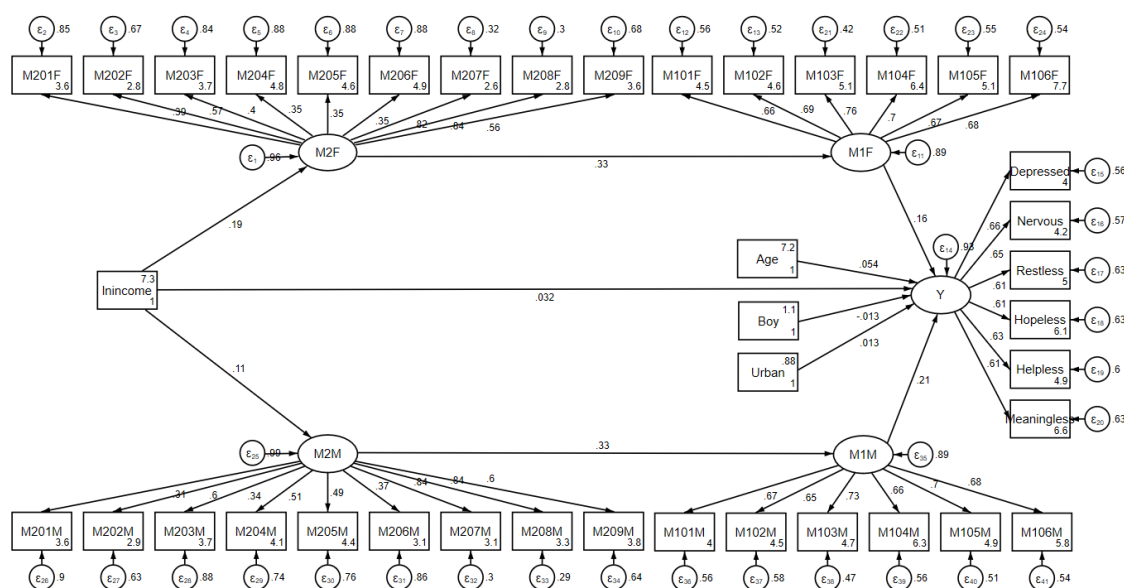 ε2 .85 ε3 .67 ε4 .84 ε5 .88 ε6 .88 ε7 .88 ε8 .32 ε9 .3 ε10 .68 ε12 .56 ε13 .52 ε21 .42 ε22 .51 ε23 .55 ε24 .54
M201F M202F M203F M204F M205F M206F M207F M208F M209F M101F M102F M103F M104F M105F M106F
3.6 2.8 3.7 4.8 4.6 4.9 2.6 2.8 3.6 4.5 4.6 5.1 6.4 5.1 7.7
.39 .57 .4 .35 .35 .35 .82 .84 .56 .66 .69 .76 .7 .67 .68
ε1 .96 M2F .33 M1F ε11 .89
Depressed ε15 .56
4
.19 .16 .66
Nervous ε16 .57
4.2
7.2 ε14 .93 .65
Age .054 Restless ε17 .63
1 5
7.3 .61
lnincome .032 Y
1
1.1 .61
Boy -.013 Hopeless ε18 .63
1 6.1
.013 .63
.88 Helpless ε19 .6
Urban 4.9
1
.11 .21 .61
Meaningless ε20 .63
6.6
ε25 .99 M2M .33 M1M ε35 .89
.31 .6 .34 .51 .49 .37 .84 .84 .6 .67 .65 .73 .66 .7 .68
M201M M202M M203M M204M M205M M206M M207M M208M M209M M101M M102M M103M M104M M105M M106M
3.6 2.9 3.7 4.1 4.4 3.1 3.1 3.3 3.8 4 4.5 4.7 6.3 4.9 5.8
ε26 .9 ε27 .63 ε28 .88 ε29 .74 ε30 .76 ε31 .86 ε32 .3 ε33 .29 ε34 .64 ε36 .56 ε37 .58 ε38 .47 ε39 .56 ε40 .51 ε41 .54